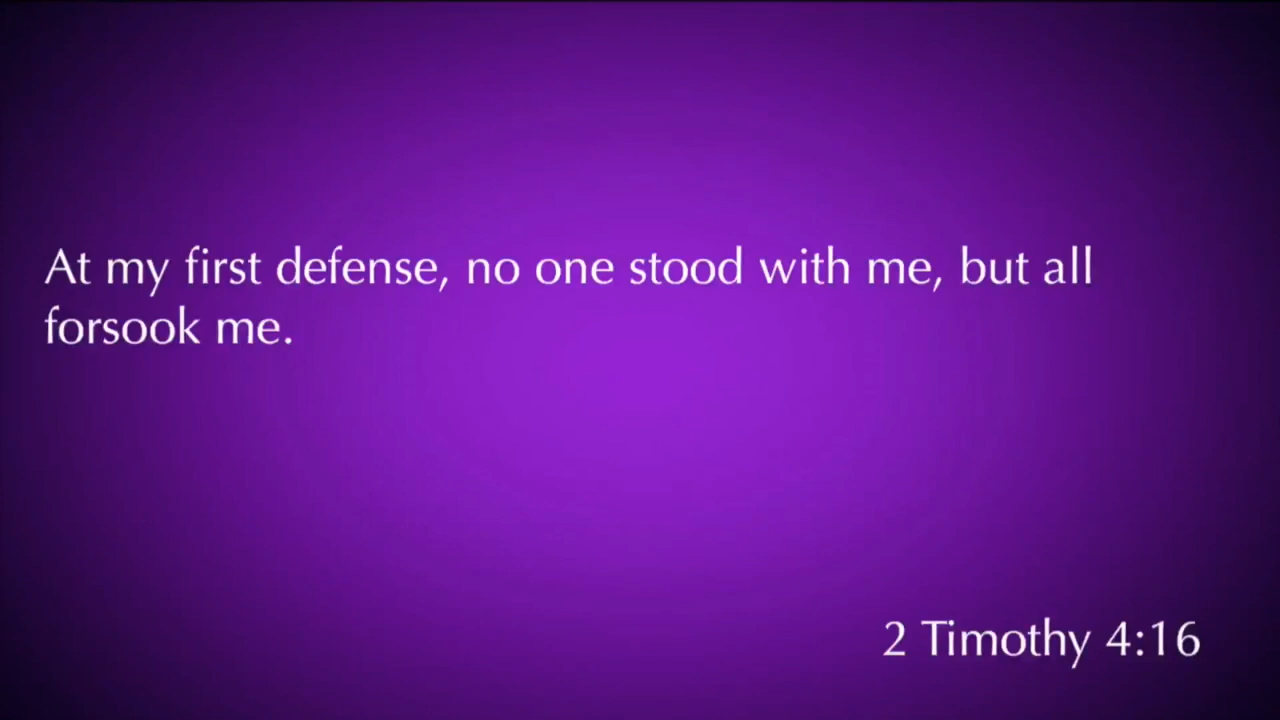 At my first defense, no one stood with me, but all
forsook me.
2 Timothy 4:16